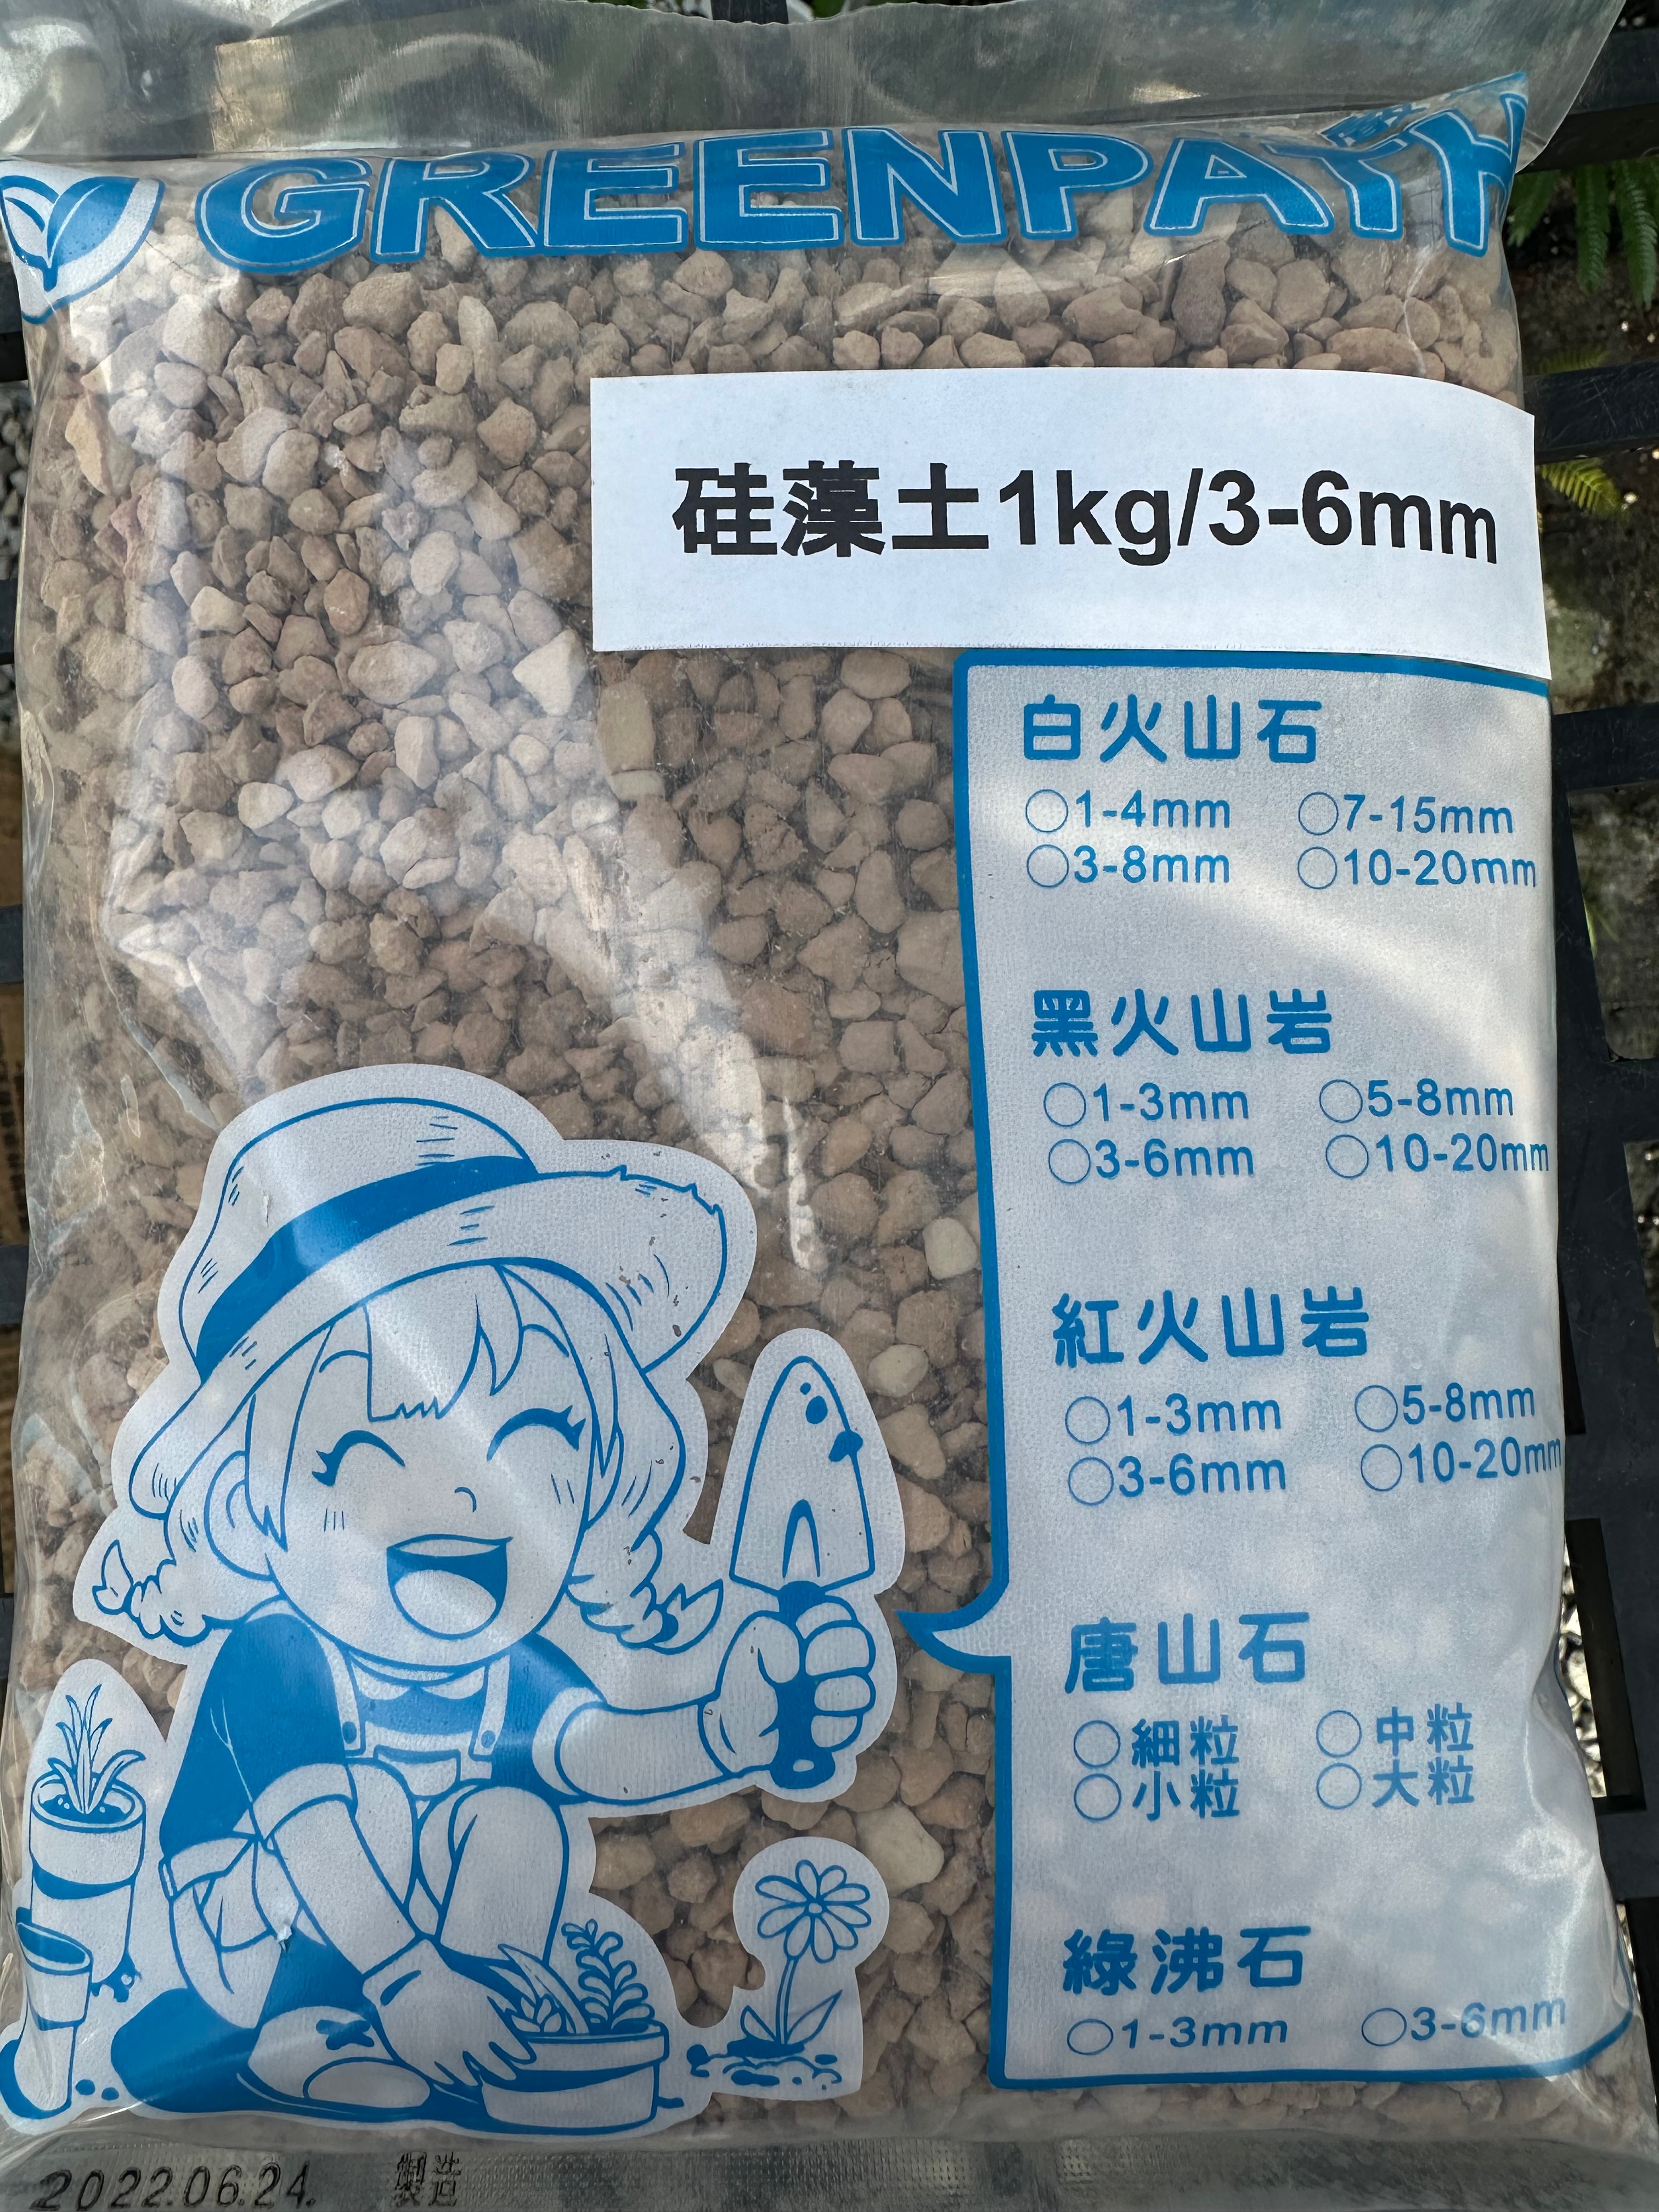 GREENPATH
硅藻土1kg/3-6mm
白火山石
○1-4mm ○7-15mm
○3-8mm ○10-20mm
黑火山岩
○1-3mm ○5-8mm
○3-6mm ○10-20mm
紅火山岩
○1-3mm ○5-8mm
○3-6mm ○10-20mm
唐山石
○細粒 ○中粒
○小粒 ○大粒
綠沸石
○1-3mm ○3-6mm
2022.06.24. 製造